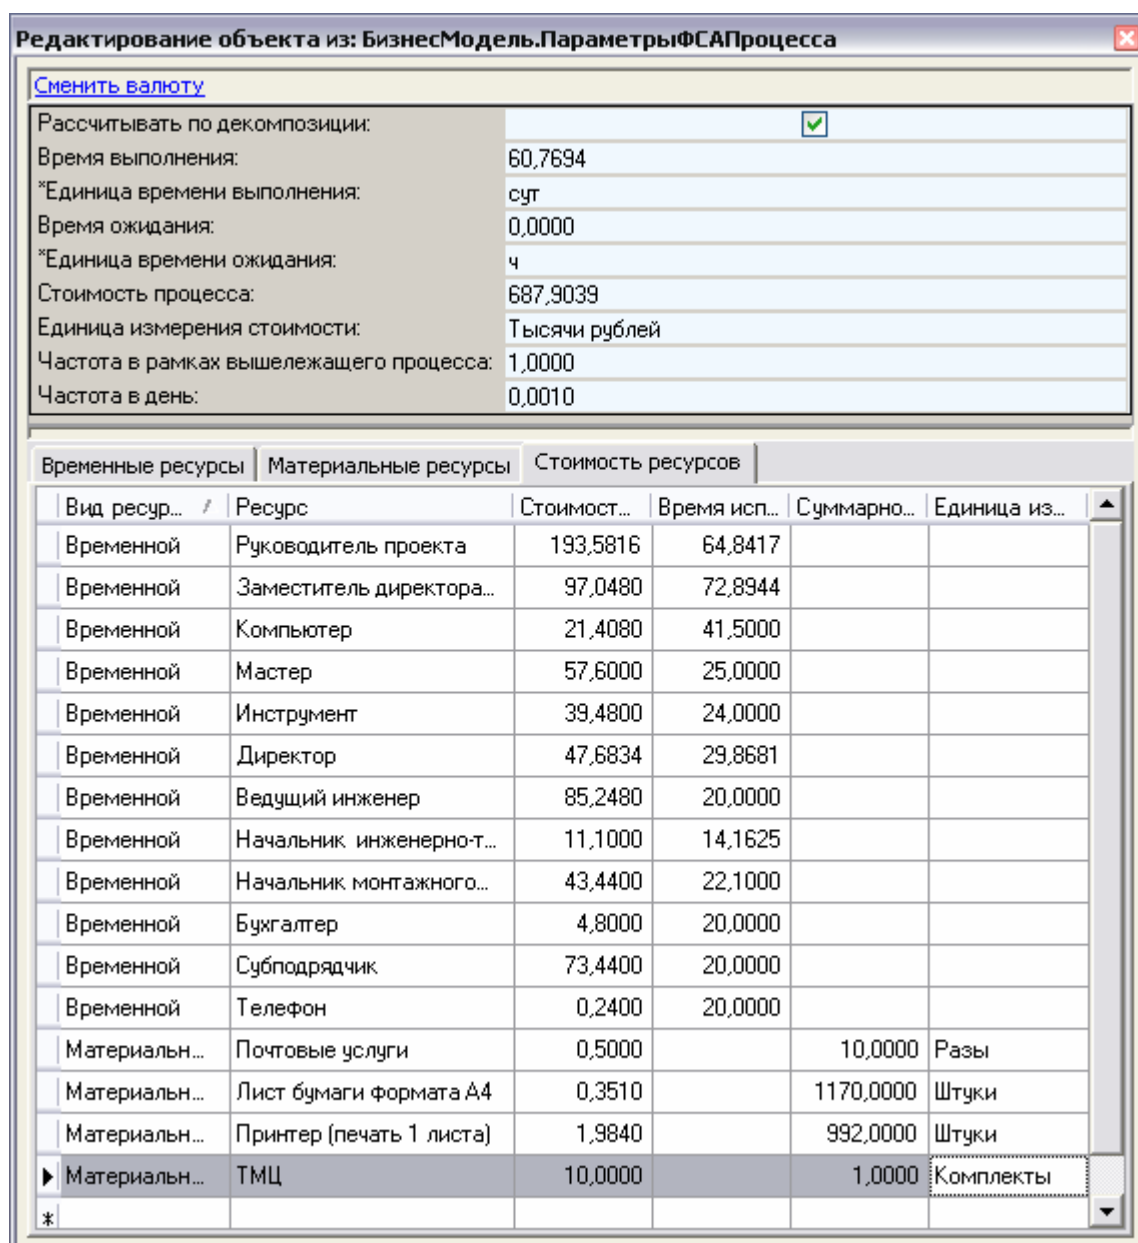 Редактирование объекта из: БизнесМодель.ПараметрыФСАПроцесса
Сменить валюту
Рассчитывать по декомпозиции:
Время выполнения: 60,7694
*Единица времени выполнения: сут
Время ожидания: 0,0000
*Единица времени ожидания: ч
Стоимость процесса: 687,9039
Единица измерения стоимости: Тысячи рублей
Частота в рамках вышележащего процесса: 1,0000
Частота в день: 0,0010
Временные ресурсы Материальные ресурсы Стоимость ресурсов
Вид ресур... Ресурс Стоимост... Время исп... Суммарно... Единица из...
Временной Руководитель проекта 193,5816 64,8417
Временной Заместитель директора... 97,0480 72,8944
Временной Компьютер 21,4080 41,5000
Временной Мастер 57,6000 25,0000
Временной Инструмент 39,4800 24,0000
Временной Директор 47,6834 29,8681
Временной Ведущий инженер 85,2480 20,0000
Временной Начальник инженерно-т... 11,1000 14,1625
Временной Начальник монтажного... 43,4400 22,1000
Временной Бухгалтер 4,8000 20,0000
Временной Субподрядчик 73,4400 20,0000
Временной Телефон 0,2400 20,0000
Материальн... Почтовые услуги 0,5000 10,0000 Разы
Материальн... Лист бумаги формата А4 0,3510 1170,0000 Штуки
Материальн... Принтер (печать 1 листа) 1,9840 992,0000 Штуки
Материальн... ТМЦ 10,0000 1,0000 Комплекты
*